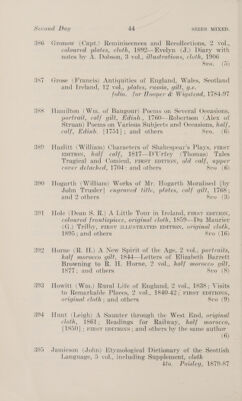 Second Day 44 SIZES MIXED.
386 Gronow (Capt.) Reminiscences and Recollections, 2 vol.,
coloured plates, cloth, 1892—Evelyn (J.) Diary with
notes by A. Dobson, 3 vol., illustrations, cloth, 1906
8vo. (5)
387 Grose (Francis) Antiquities of England, Wales, Scotland
and Ireland, 12 vol., plates, russia, gilt, g.e.
folio. for Hooper & Wigstead, 1784-97
388 Hamilton (Wm. of Bangour) Poems on Several Occasions,
portrait, calf gilt, Edinb., 1760—Robertson (Alex of
Struan) Poems on Various Subjects and Occasions, half,
calf, Edinb. [1751]; and others 8vo. (6)
389 Hazlitt (William) Characters of Shakespear's Plays, FIRST
EDITION, half calf, 1817—D'Urfey (Thomas) Tales
Tragical and Comical, FIRST EDITION, old calf, upper
cover detached, 1704; and others 8vo (6)
390 Hogarth (William) Works of Mr. Hogarth Moralised [by
John Trusler] engraved title, plates, calf gilt, 1768;
and 2 others 8vo (3)
391 Hole (Dean S. R.) A Little Tour in Ireland, FIRST EDITION,
coloured frontispiece, original cloth, 1859—Du Maurier
(G.) Trilby, FIRST ILLUSTRATED EDITION, original cloth,
1895; and others 8vo (16)
392 Horne (R. H.) A New Spirit of the Age, 2 vol., portraits,
half morocco gilt, 1844—Letters of Elizabeth Barrett
Browning to R. H. Horne, 2 vol., half morocco gilt,
1877; and others 8vo (8)
393 Howitt (Wm.) Rural Life of England, 2 vol., 1838; Visits
to Remarkable Places, 2 vol., 1840-42; FIRST EDITIONS,
original cloth; and others 8vo (9)
394 Hunt (Leigh) A Saunter through the West End, original
cloth, 1861; Readings for Railway, half morocco,
[1850]; FIRST EDITIONS; and others by the same author
(6)
395 Jamieson (John) Etymological Dictionary of the Scottish
Language, 5 vol., including Supplement, cloth
4to. Paisley, 1879-87